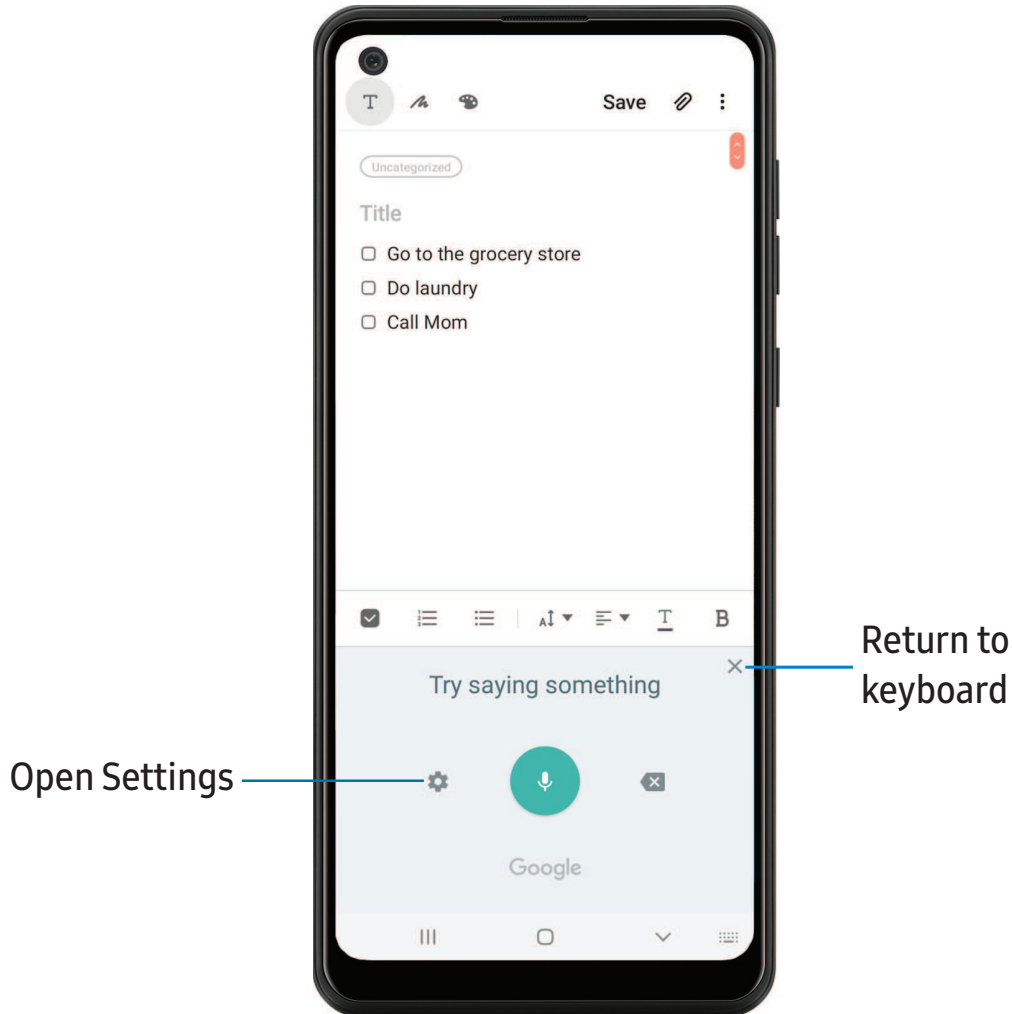 T
Save
Uncategorized
Title
Go to the grocery store
Do laundry
Call Mom
A T B
Return to
keyboard
Try saying something
Open Settings
Google